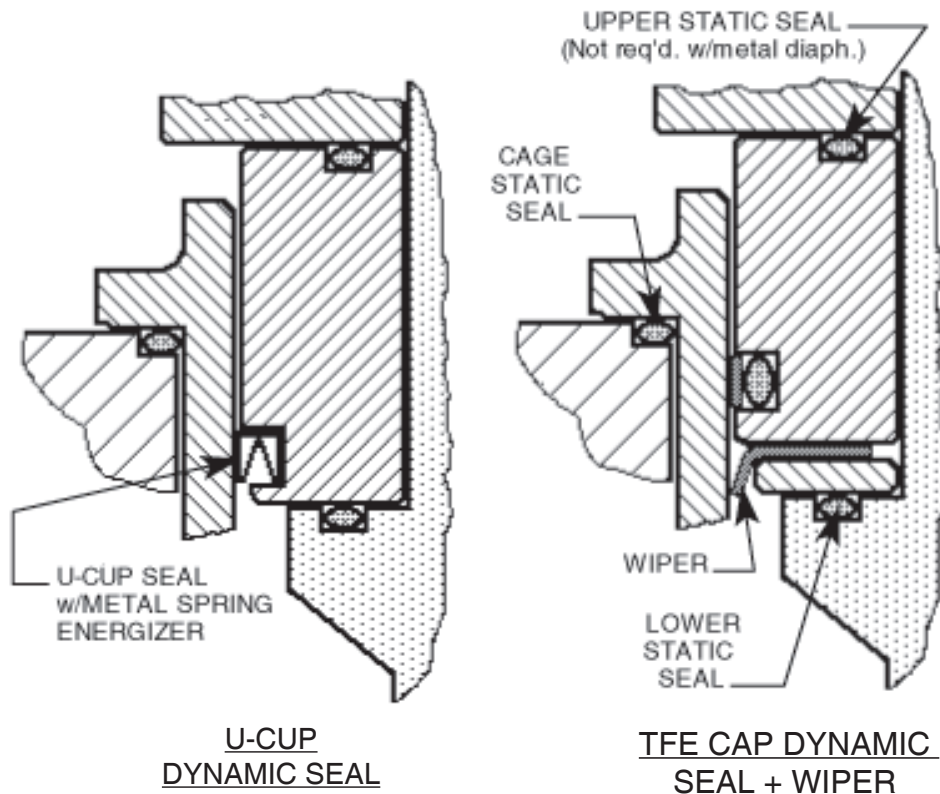 UPPER STATIC SEAL
(Not req'd. w/metal diaph.)
CAGE
STATIC
SEAL
U-CUP SEAL
w/METAL SPRING
ENERGIZER
WIPER
LOWER
STATIC
SEAL
U-CUP
DYNAMIC SEAL
TFE CAP DYNAMIC
SEAL + WIPER